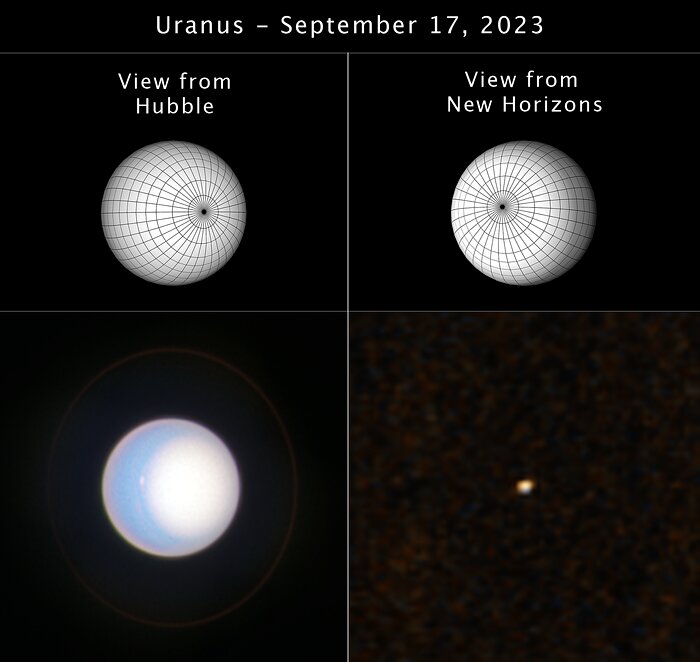 Uranus – September 17, 2023
View from
Hubble
View from
New Horizons